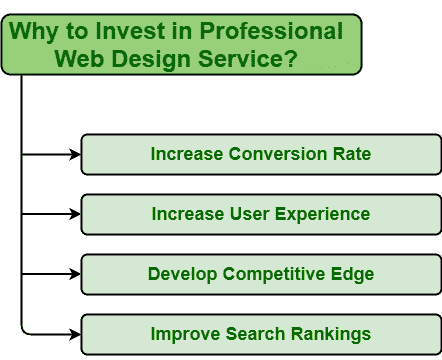 Why to Invest in Professional
Web Design Service?
Increase Conversion Rate
Increase User Experience
Develop Competitive Edge
Improve Search Rankings